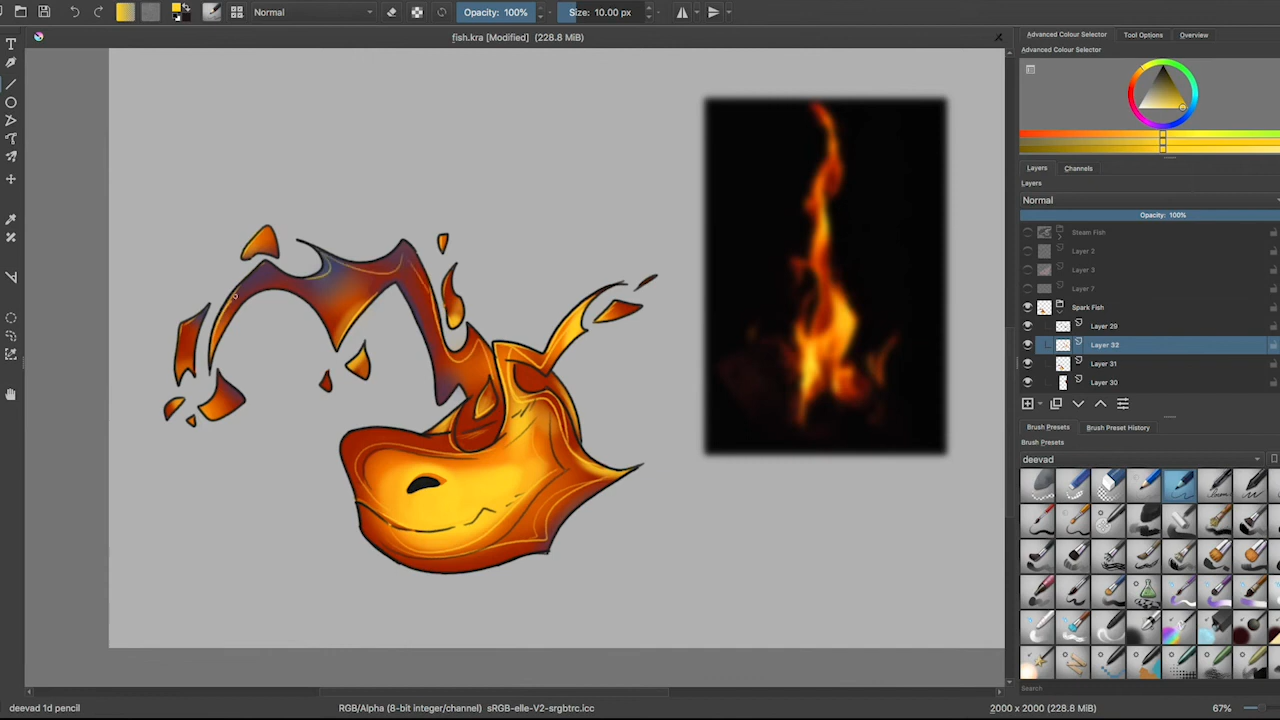 Normal
Opacity: 100%
Size: 10.00 px
fish.kra [Modified] (228.8 MiB)
Advanced Colour Selector
Tool Options
Overview
Advanced Colour Selector
Layers
Channels
Layers
Normal
Opacity: 100%
Steam Fish
Layer 2
Layer 3
Layer 7
Spark Fish
Layer 29
Layer 32
Layer 31
Layer 30
Brush Presets
Brush Preset History
Brush Presets
deevad
Search
deevad 1d pencil
RGB/Alpha (8-bit integer/channel) sRGB-elle-V2-srgbtrc.icc
2000 x 2000 (228.8 MiB)
67%